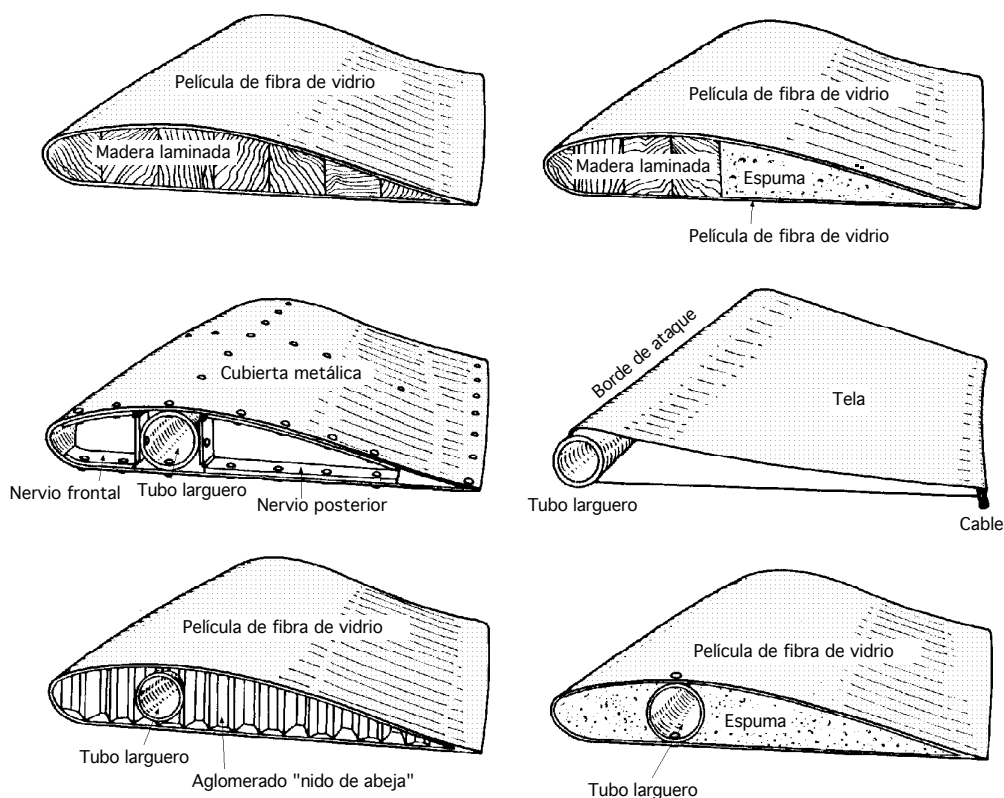 Película de fibra de vidrio
Madera laminada
Película de fibra de vidrio
Madera laminada
Espuma
Película de fibra de vidrio
Cubierta metálica
Nervio frontal
Tubo larguero
Nervio posterior
Borde de ataque
Tela
Tubo larguero
Cable
Película de fibra de vidrio
Tubo larguero
Aglomerado "nido de abeja"
Película de fibra de vidrio
Espuma
Tubo larguero